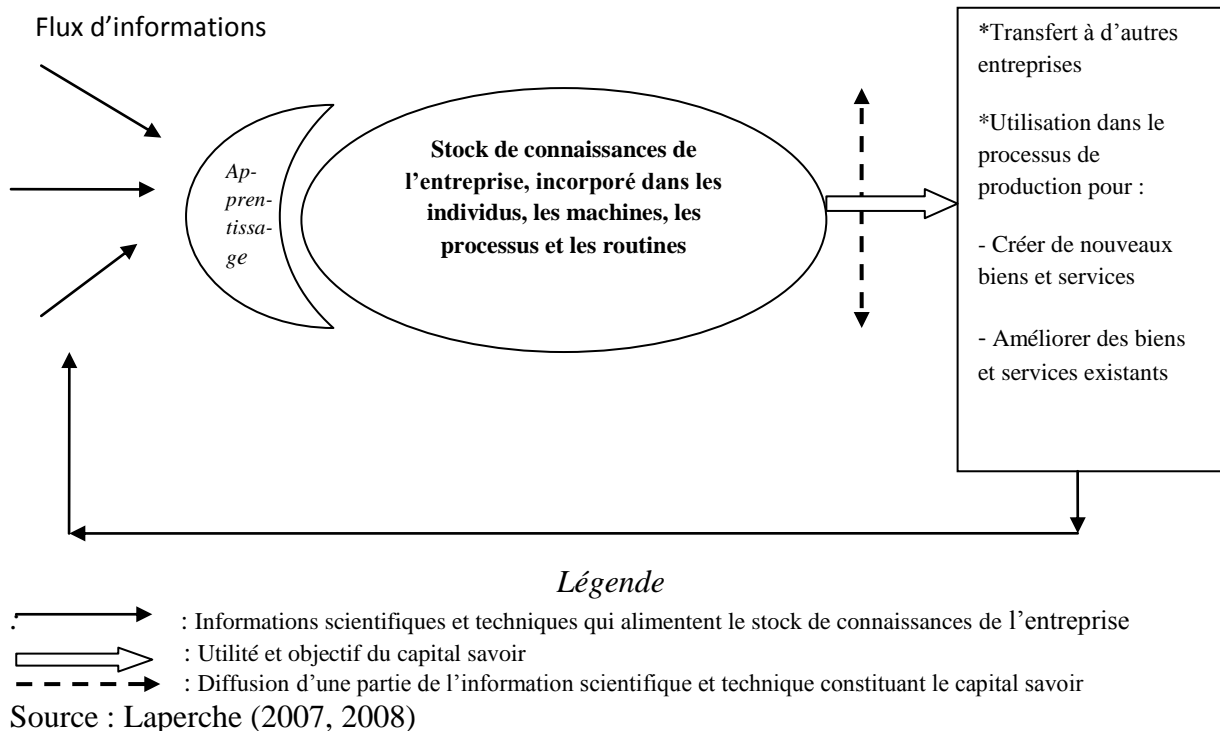 Flux d’informations
Ap-
pren-
tissa-
ge
Stock de connaissances de
l’entreprise, incorporé dans les
individus, les machines, les
processus et les routines
*Transfert à d’autres
entreprises
*Utilisation dans le
processus de
production pour :
- Créer de nouveaux
biens et services
- Améliorer des biens
et services existants
Légende
: Informations scientifiques et techniques qui alimentent le stock de connaissances de l’entreprise
: Utilité et objectif du capital savoir
: Diffusion d’une partie de l’information scientifique et technique constituant le capital savoir
Source : Laperche (2007, 2008)